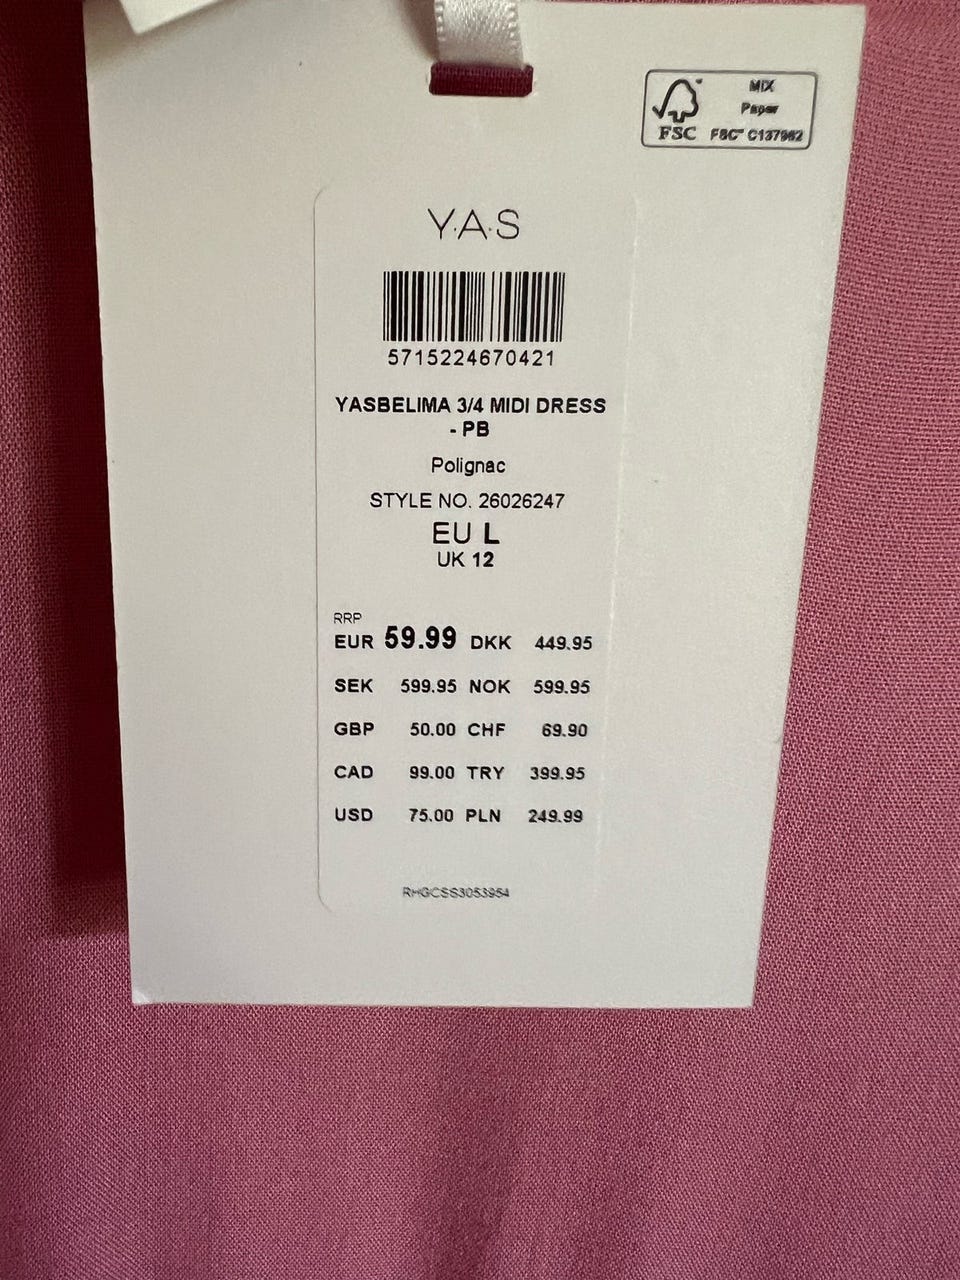 MIX
Paper
FSC
FSC™ C137962
Y.A.S
5715224670421
YASBELIMA 3/4 MIDI DRESS
- PB
Polignac
STYLE NO. 26026247
EU L
UK 12
RRP
EUR 59.99 DKK 449.95
SEK 599.95 NOK 599.95
GBP 50.00 CHF 69.90
CAD 99.00 TRY 399.95
USD 75.00 PLN 249.99
RHGCSS3053954